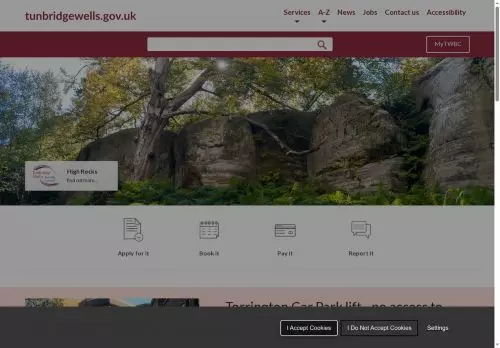 tunbridgewells.gov.uk
Services A-Z News Jobs Contact us Accessibility
MyTWBC
High Rocks
Find out more...
Apply for it Book it Pay it Report it
Torrington Car Park lift - no access to
I Accept Cookies I Do Not Accept Cookies Settings